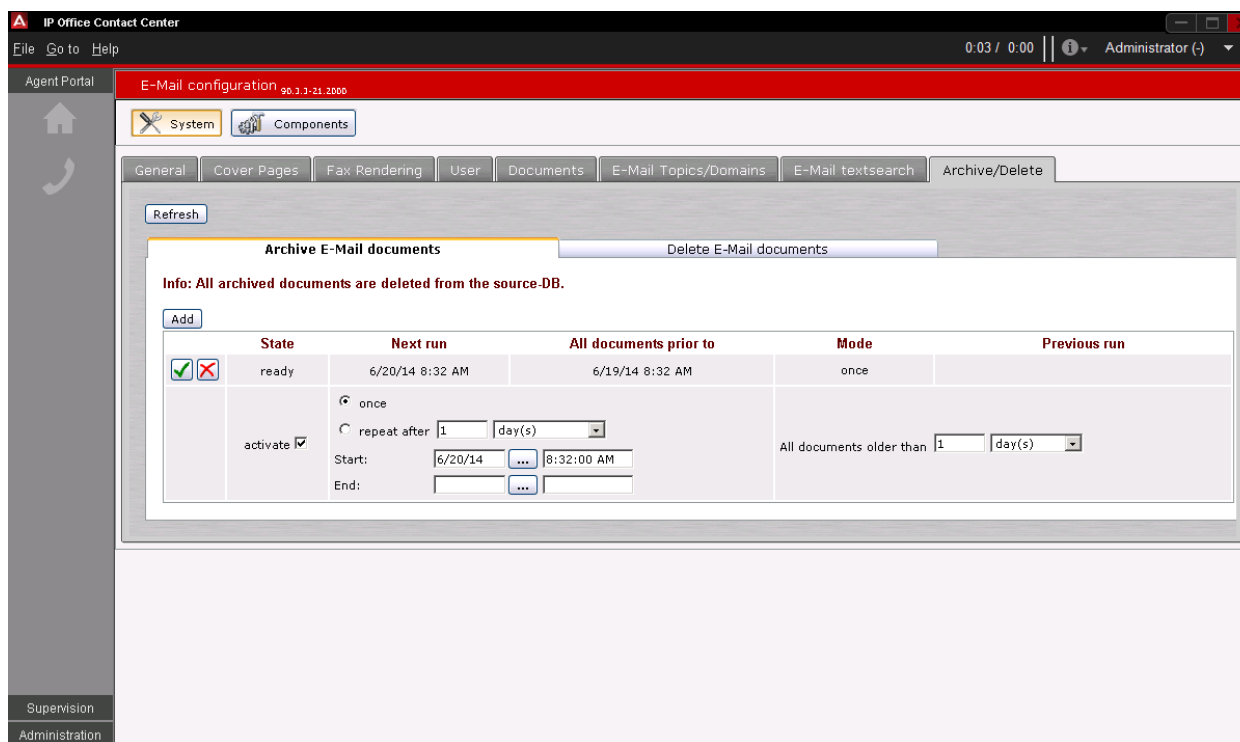 IP Office Contact Center
File Go to Help
0:03 / 0:00 Administrator (-)
Agent Portal
E-Mail configuration 90.3.3-21.2000
System Components
General Cover Pages Fax Rendering User Documents E-Mail Topics/Domains E-Mail textsearch Archive/Delete
Refresh
Archive E-Mail documents Delete E-Mail documents
Info: All archived documents are deleted from the source-DB.
Add
State Next run All documents prior to Mode Previous run
ready 6/20/14 8:32 AM 6/19/14 8:32 AM once
once
repeat after 1 day(s)
activate All documents older than 1 day(s)
Start: 6/20/14 ... 8:32:00 AM
End: ...
Supervision
Administration